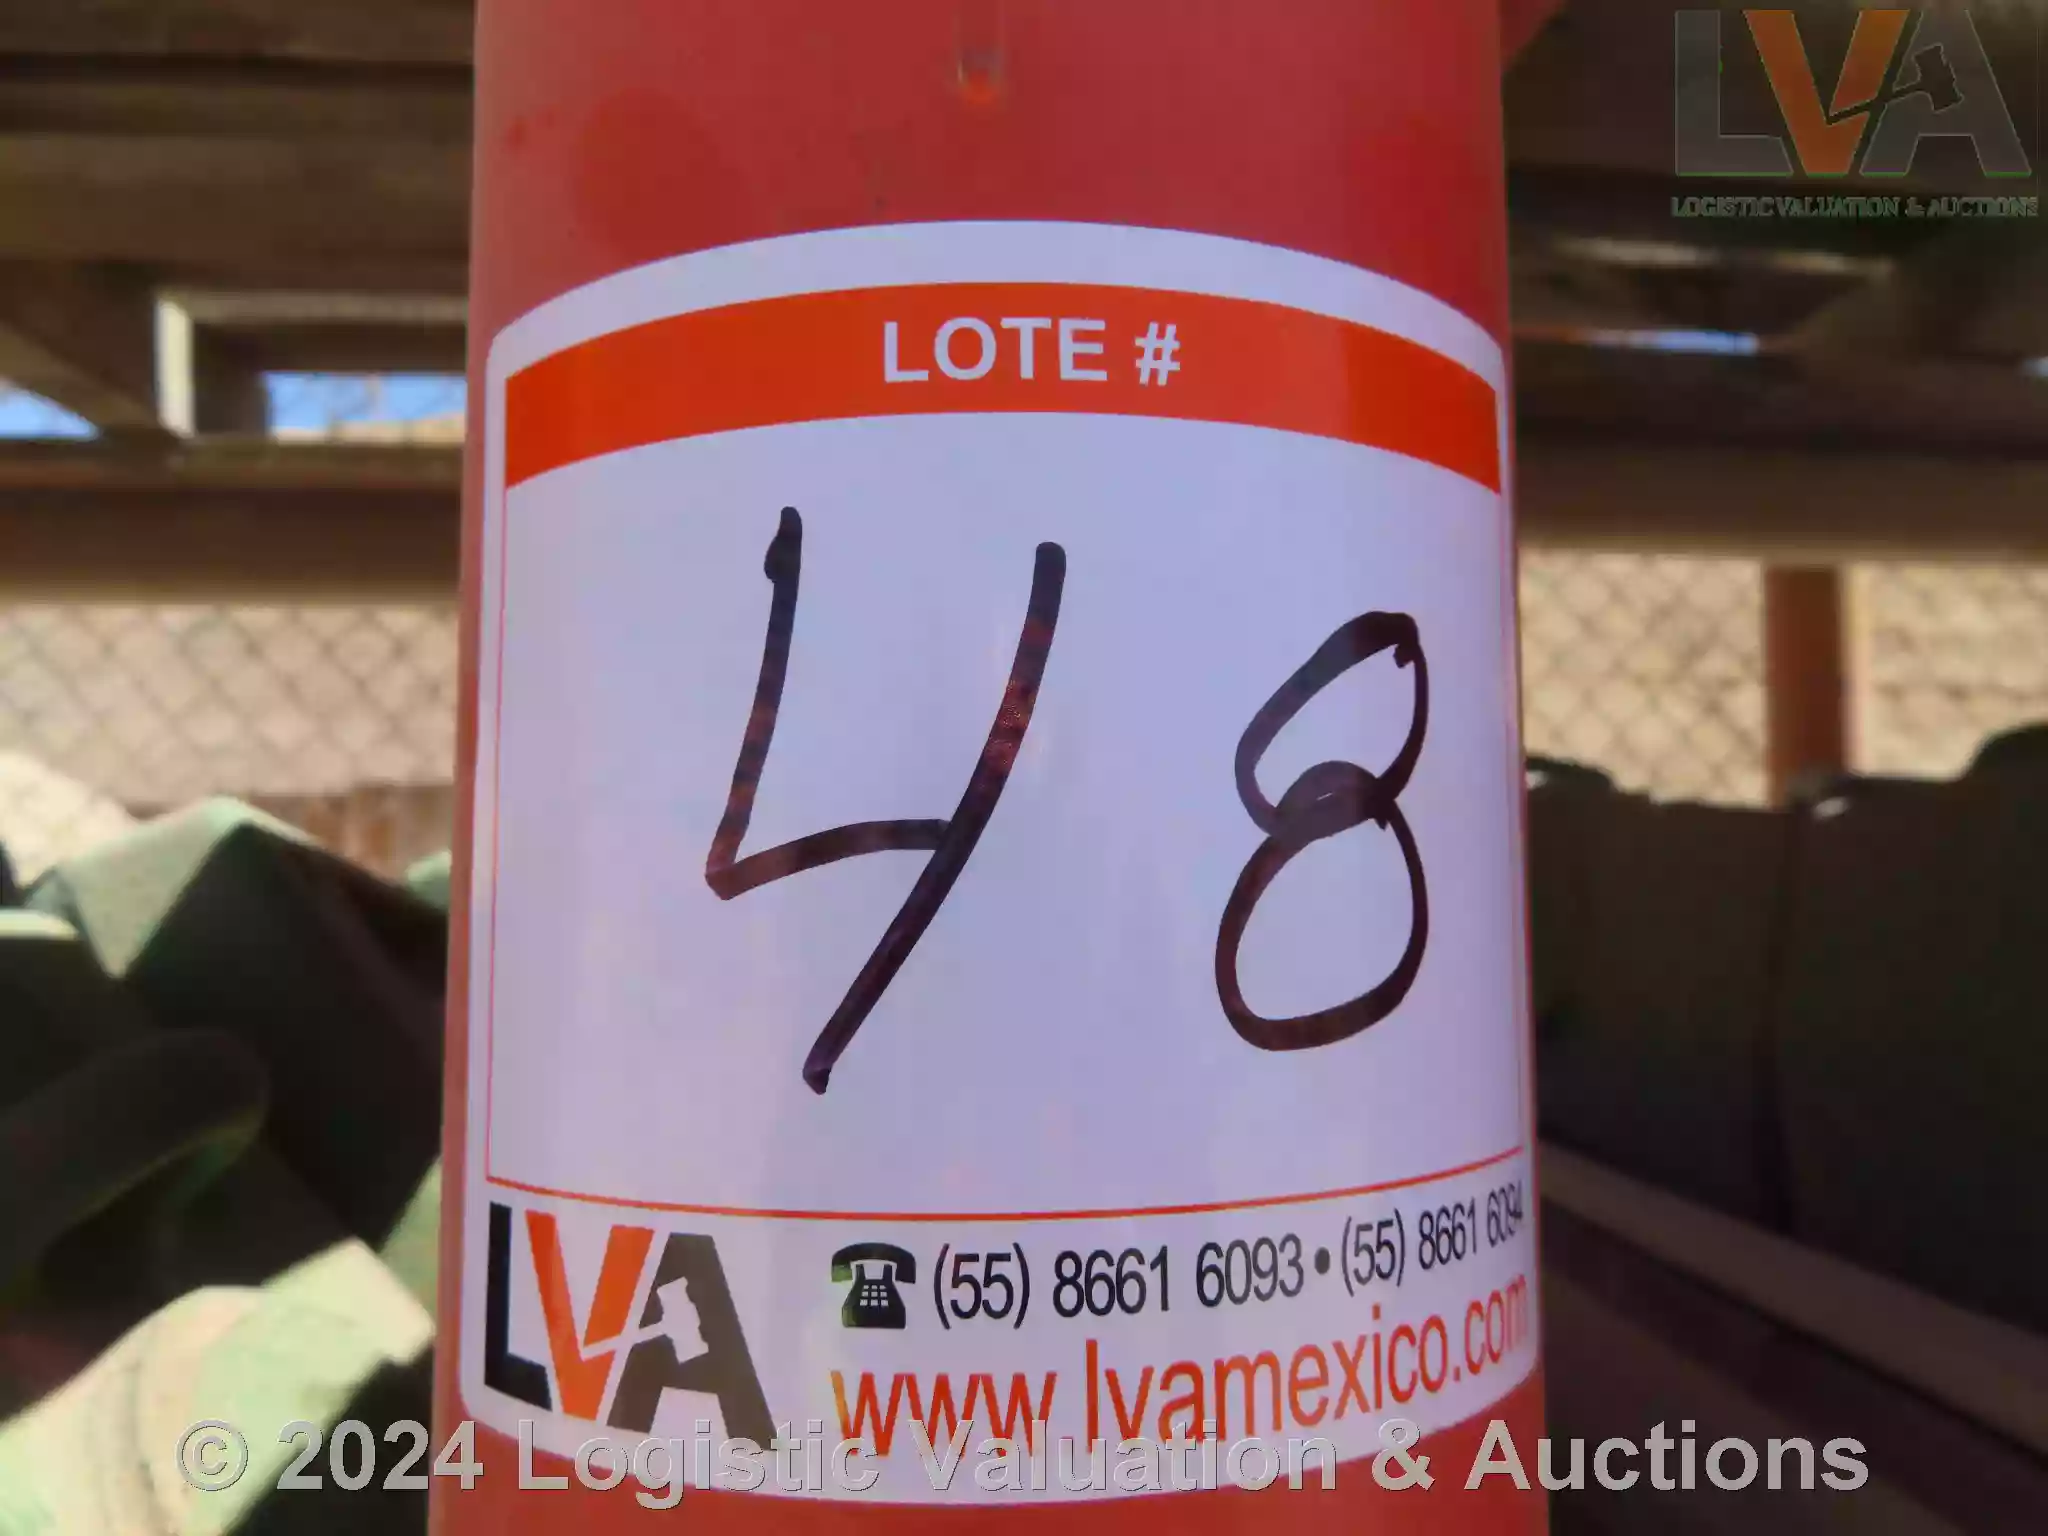 LVA
LOGISTIC VALUATION & AUCTIONS
LOTE #
48
LVA
(55) 8661 6093 • (55) 8661 6094
www.lvamexico.com
© 2024 Logistic Valuation & Auctions